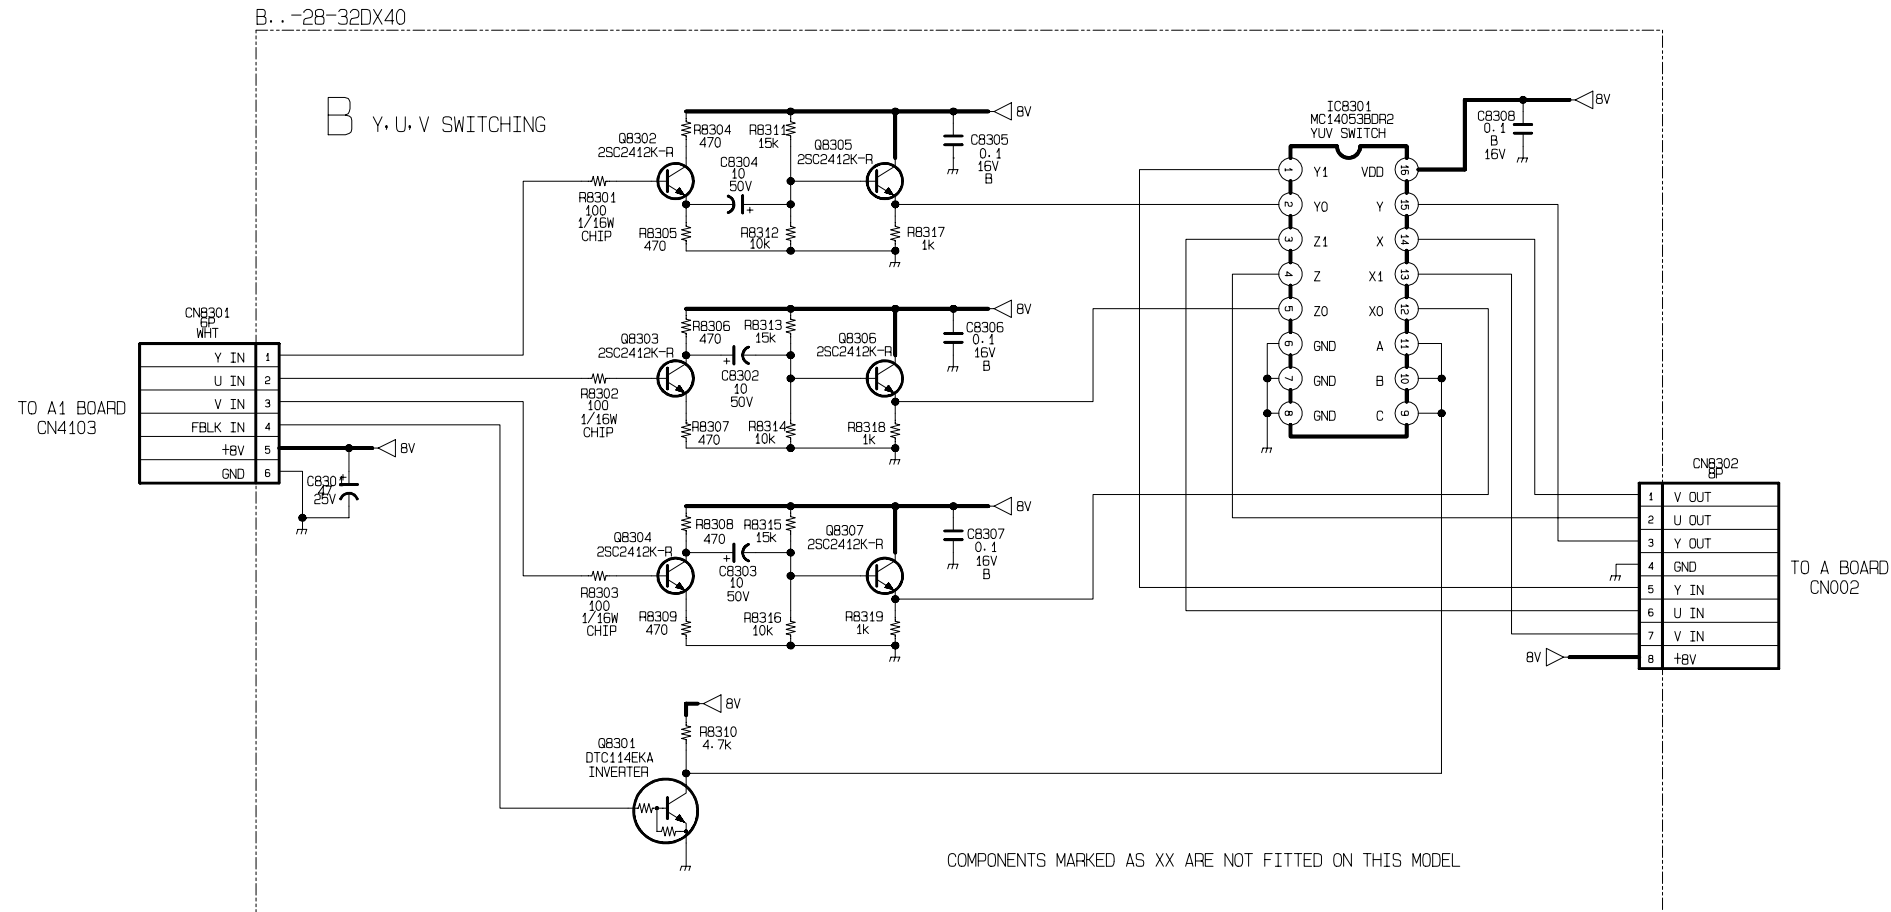 B..-28-32DX40
B Y,U,V SWITCHING
CN8301
6P
WHT
Y IN 1
U IN 2
V IN 3
FBLK IN 4
+8V 5
GND 6
TO A1 BOARD
CN4103
8V
C8301
47
25V
Q8302
2SC2412K-R
R8304
470
R8311
15k
C8304
10
50V
R8301
100
1/16W
CHIP
R8305
470
R8312
10k
Q8305
2SC2412K-R
R8317
1k
8V
C8305
0.1
16V
B
Q8303
2SC2412K-R
R8306
470
R8313
15k
C8302
10
50V
R8302
100
1/16W
CHIP
R8307
470
R8314
10k
Q8306
2SC2412K-R
R8318
1k
8V
C8306
0.1
16V
B
Q8304
2SC2412K-R
R8308
470
R8315
15k
C8303
10
50V
R8303
100
1/16W
CHIP
R8309
470
R8316
10k
Q8307
2SC2412K-R
R8319
1k
8V
C8307
0.1
16V
B
8V
R8310
4.7k
Q8301
DTC114EKA
INVERTER
IC8301
MC14053BDR2
YUV SWITCH
1 Y1 VDD 16
2 Y0 Y 15
3 Z1 X 14
4 Z X1 13
5 Z0 X0 12
6 GND A 11
7 GND B 10
8 GND C 9
C8308
0.1
B
16V
8V
CN8302
8P
1 V OUT
2 U OUT
3 Y OUT
4 GND
5 Y IN
6 U IN
7 V IN
8 +8V
8V
TO A BOARD
CN002
COMPONENTS MARKED AS XX ARE NOT FITTED ON THIS MODEL